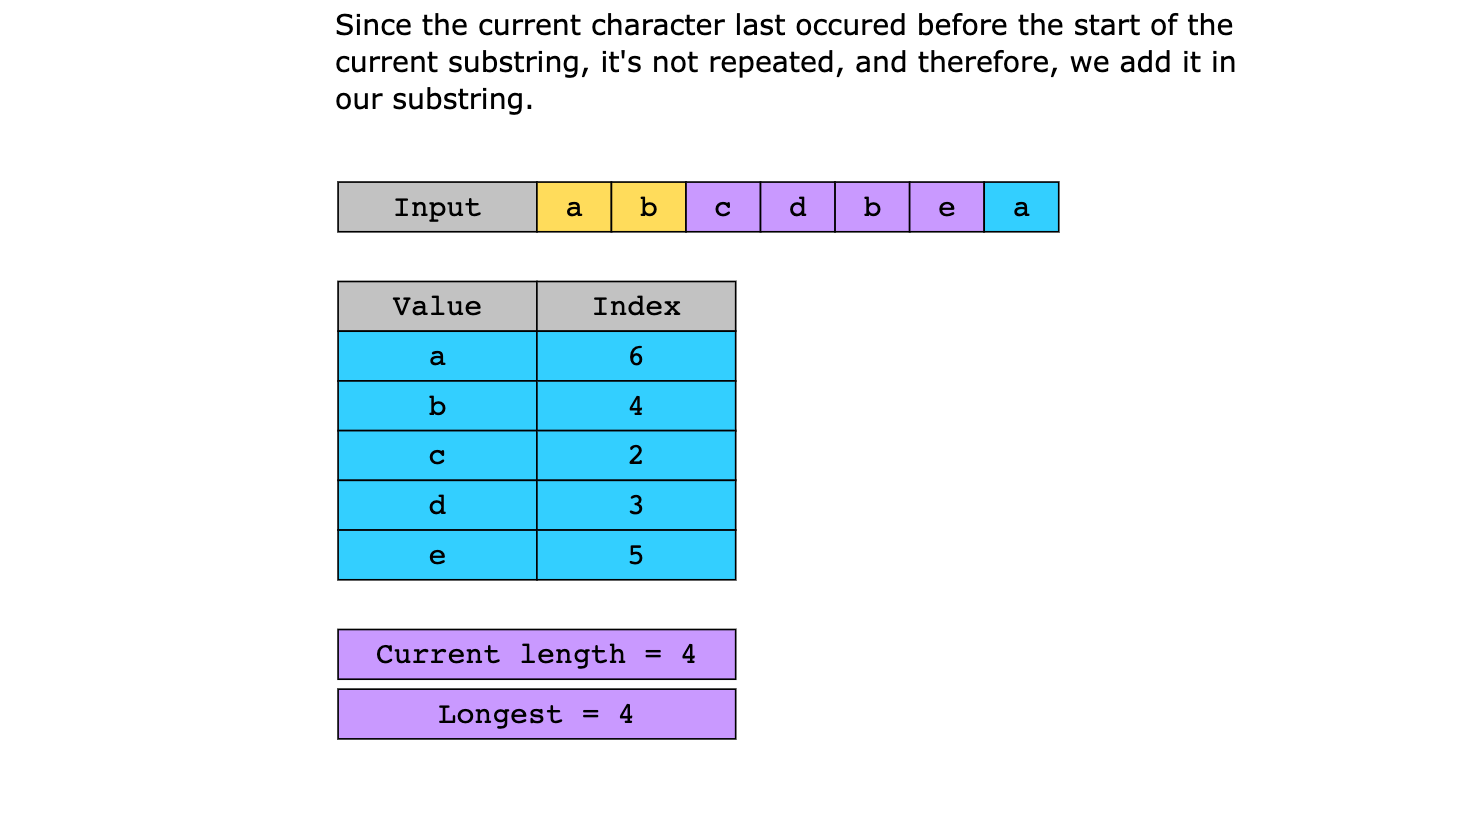 Since the current character last occured before the start of the
current substring, it's not repeated, and therefore, we add it in
our substring.
Input a b c d b e a
Value Index
a 6
b 4
c 2
d 3
e 5
Current length = 4
Longest = 4